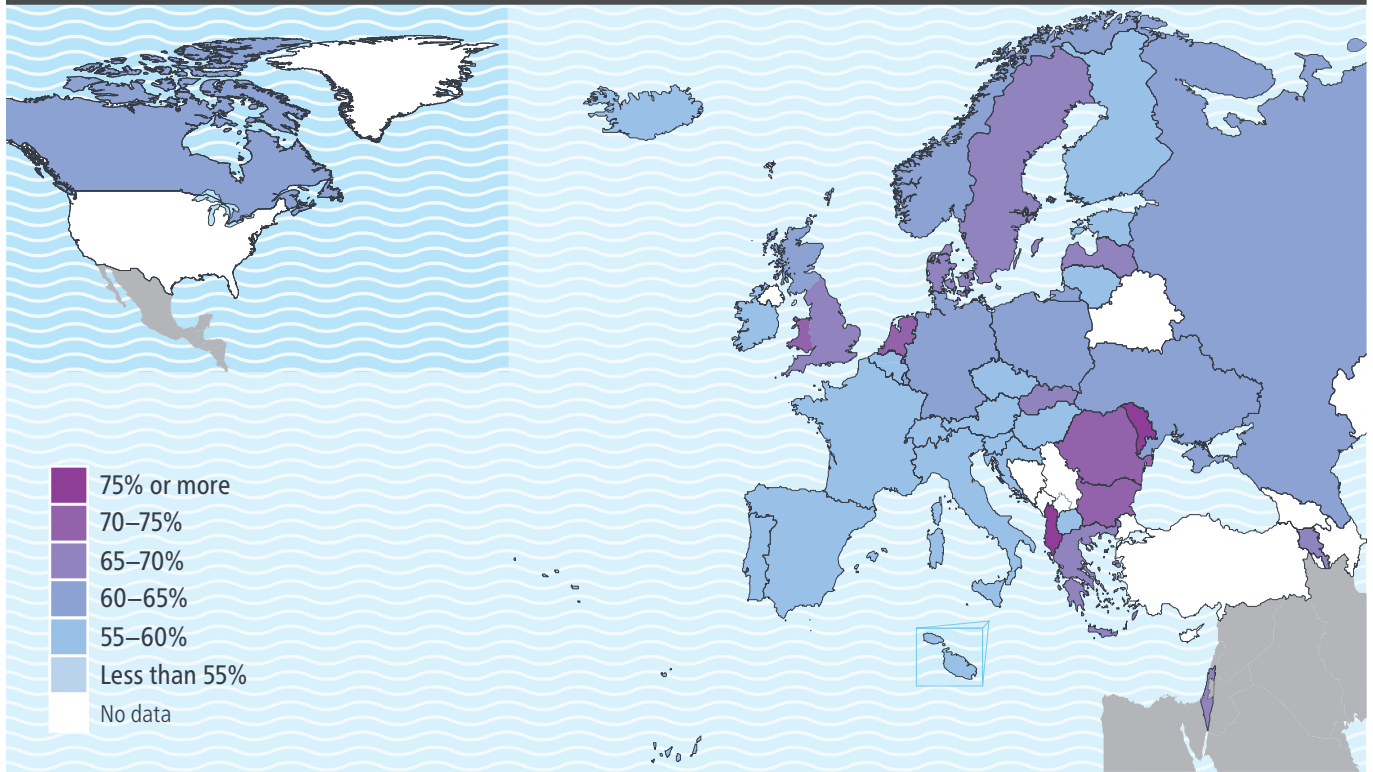 75% or more
70–75%
65–70%
60–65%
55–60%
Less than 55%
No data